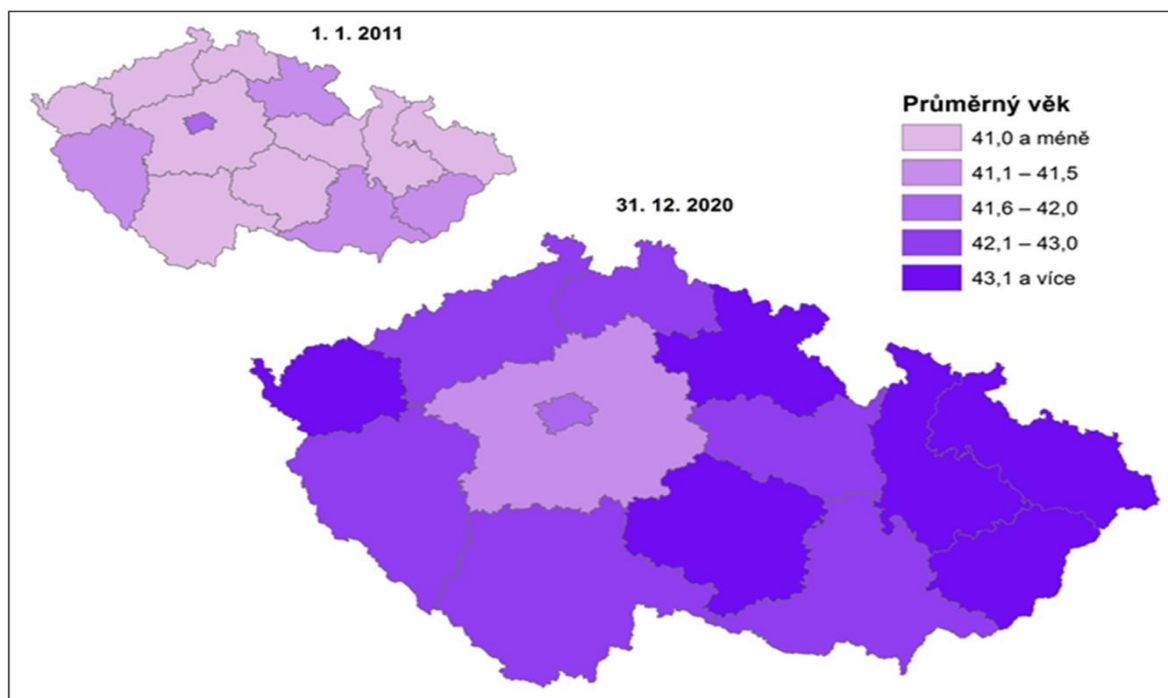 1. 1. 2011
Průměrný věk
41,0 a méně
41,1 – 41,5
41,6 – 42,0
42,1 – 43,0
43,1 a více
31. 12. 2020